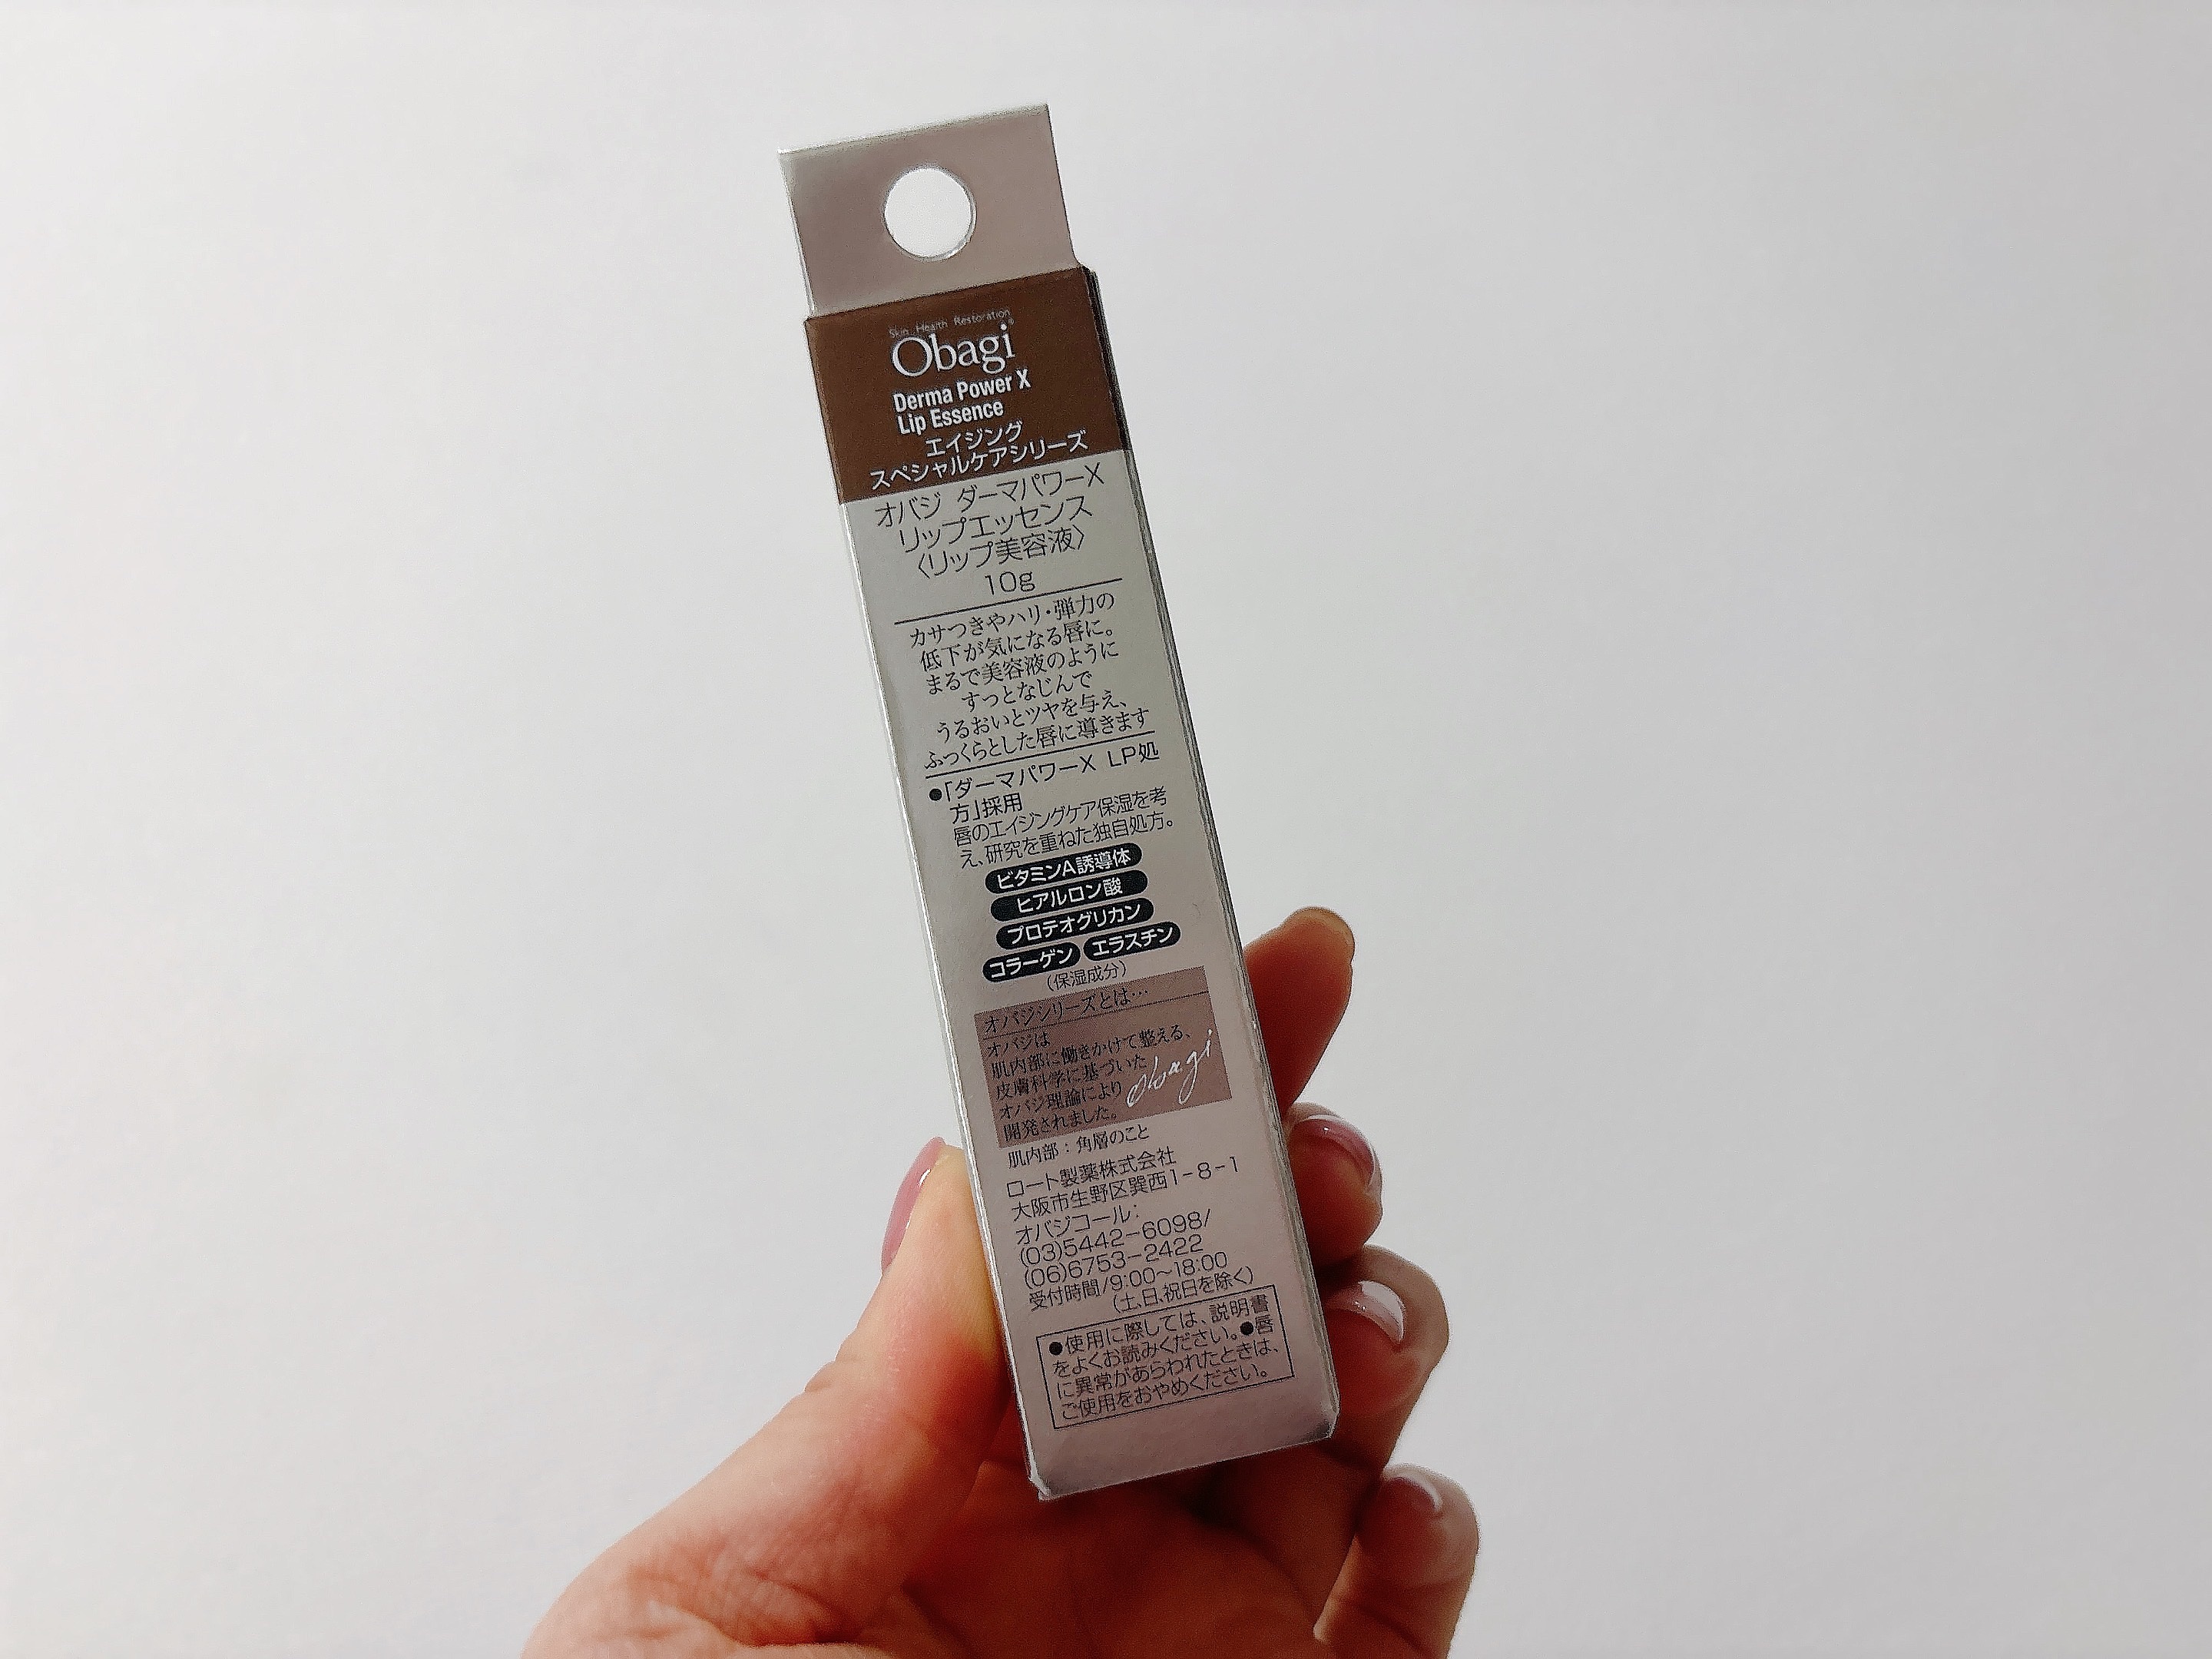 Skin Health Restoration
Obagi®
Derma Power X
Lip Essence
エイジング
スペシャルケアシリーズ
オバジ ダーマパワーX
リップエッセンス
〈リップ美容液〉
10g
カサつきやハリ・弾力の
低下が気になる唇に。
まるで美容液のように
すっとなじんで
うるおいとツヤを与え、
ふっくらとした唇に導きます
●「ダーマパワーX LP処
方」採用
唇のエイジングケア保湿を考
え、研究を重ねた独自処方。
ビタミンA誘導体
ヒアルロン酸
プロテオグリカン
コラーゲン エラスチン
(保湿成分)
オバジシリーズとは…
オバジは
肌内部に働きかけて整える、
皮膚科学に基づいた
オバジ理論により
開発されました。
Obagi
肌内部：角層のこと
ロート製薬株式会社
大阪市生野区巽西1-8-1
オバジコール：
(03)5442-6098/
(06)6753-2422
受付時間/9:00～18:00
(土、日、祝日を除く)
●使用に際しては、説明書
をよくお読みください。●唇
に異常があらわれたときは、
ご使用をおやめください。